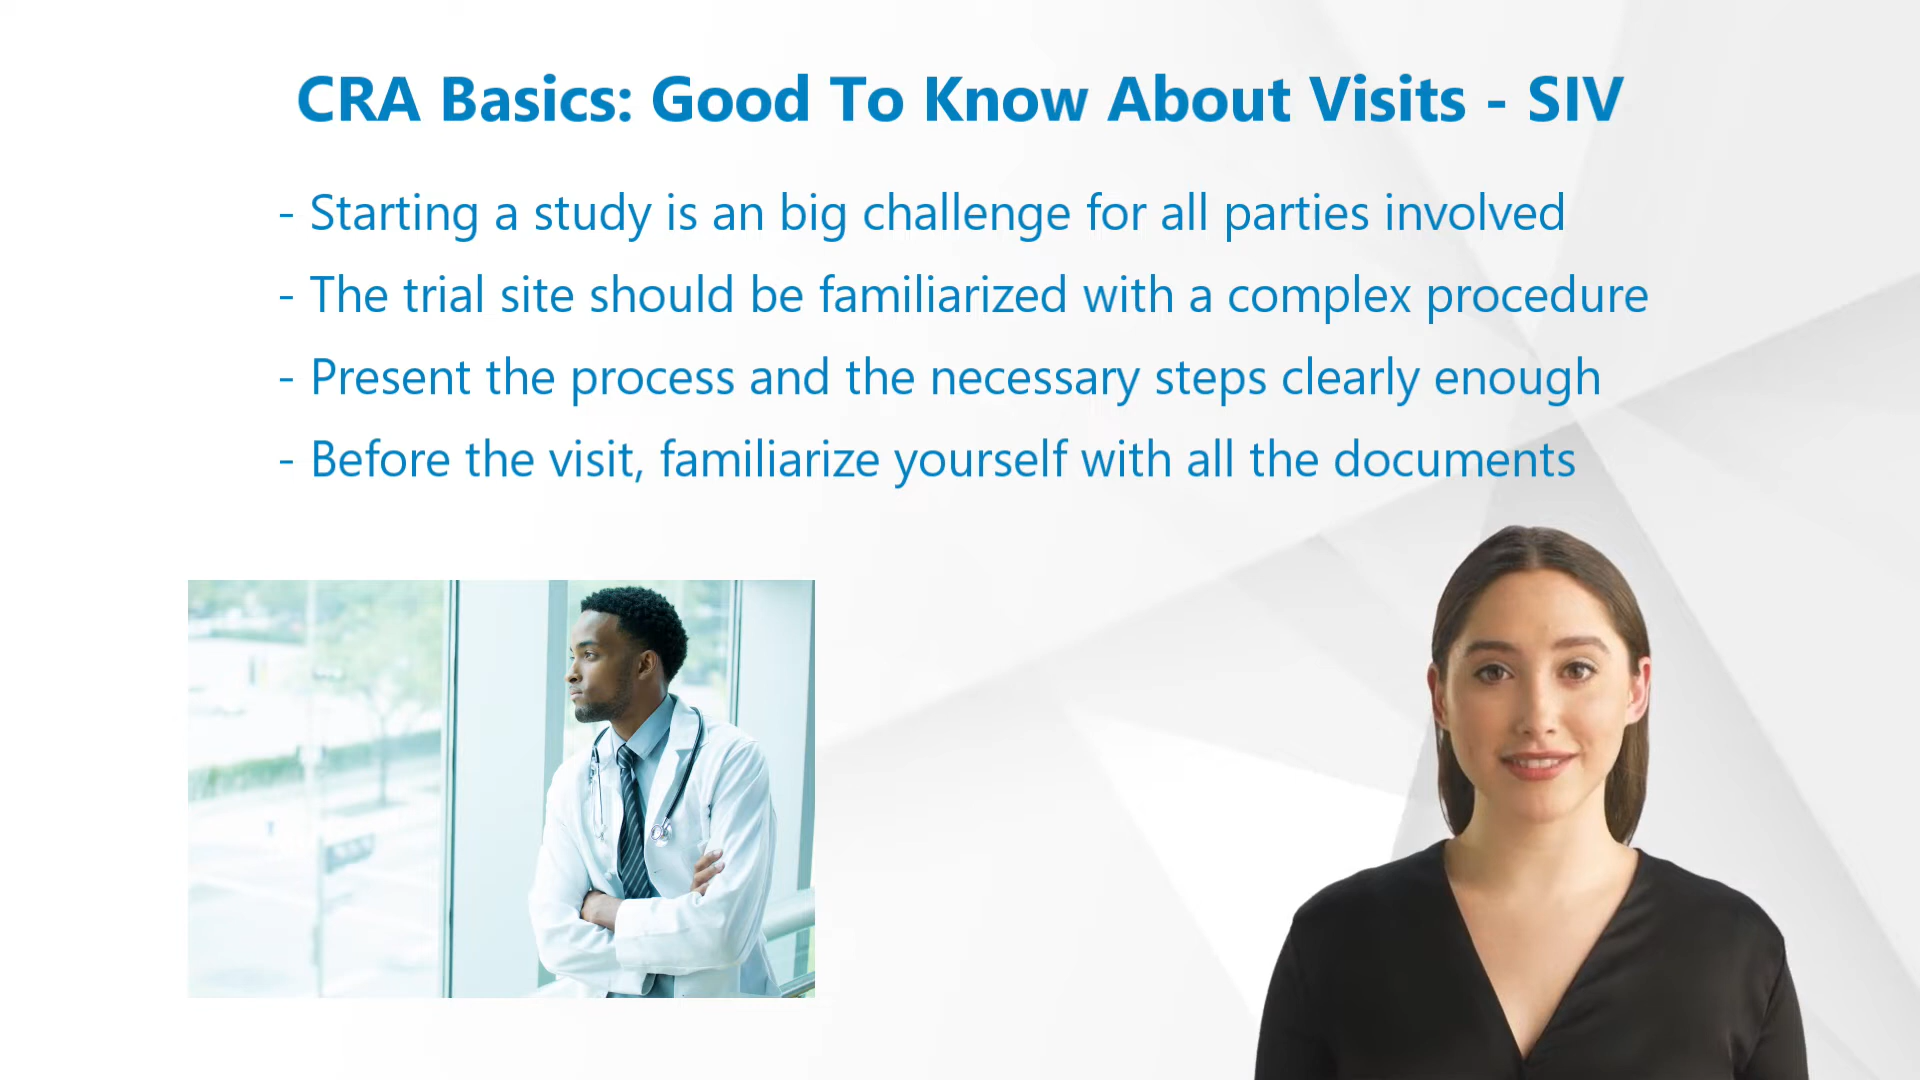 CRA Basics: Good To Know About Visits - SIV
- Starting a study is an big challenge for all parties involved
- The trial site should be familiarized with a complex procedure
- Present the process and the necessary steps clearly enough
- Before the visit, familiarize yourself with all the documents